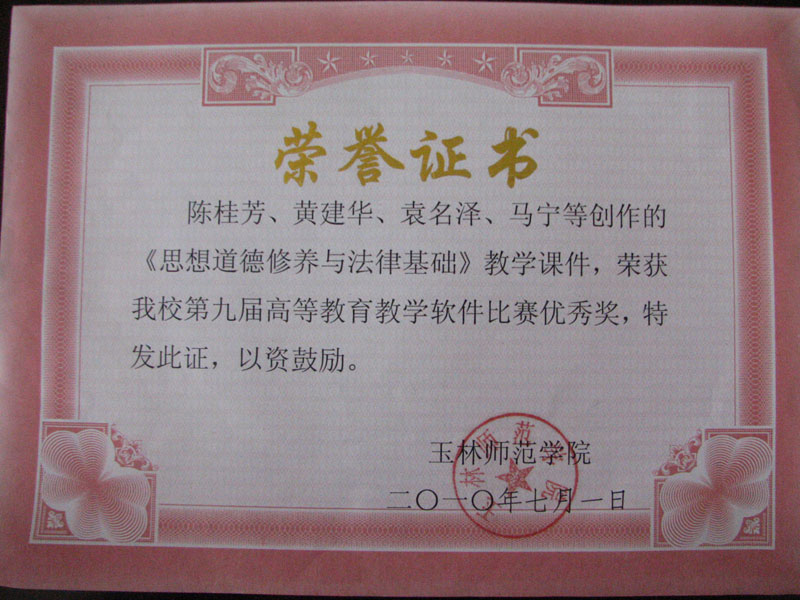 荣誉证书
陈桂芳、黄建华、袁名泽、马宁等创作的
《思想道德修养与法律基础》教学课件，荣获
我校第九届高等教育教学软件比赛优秀奖，特
发此证，以资鼓励。
玉林师范学院
二〇一〇年七月一日